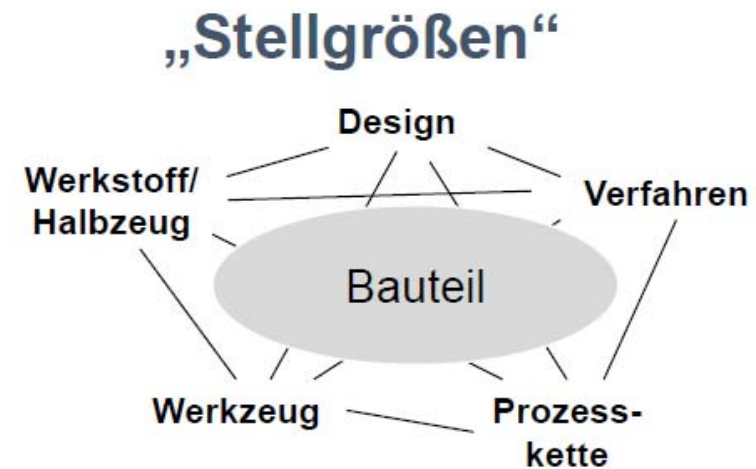 „Stellgrößen“
Design
Werkstoff/
Halbzeug
Verfahren
Bauteil
Werkzeug
Prozess-
kette